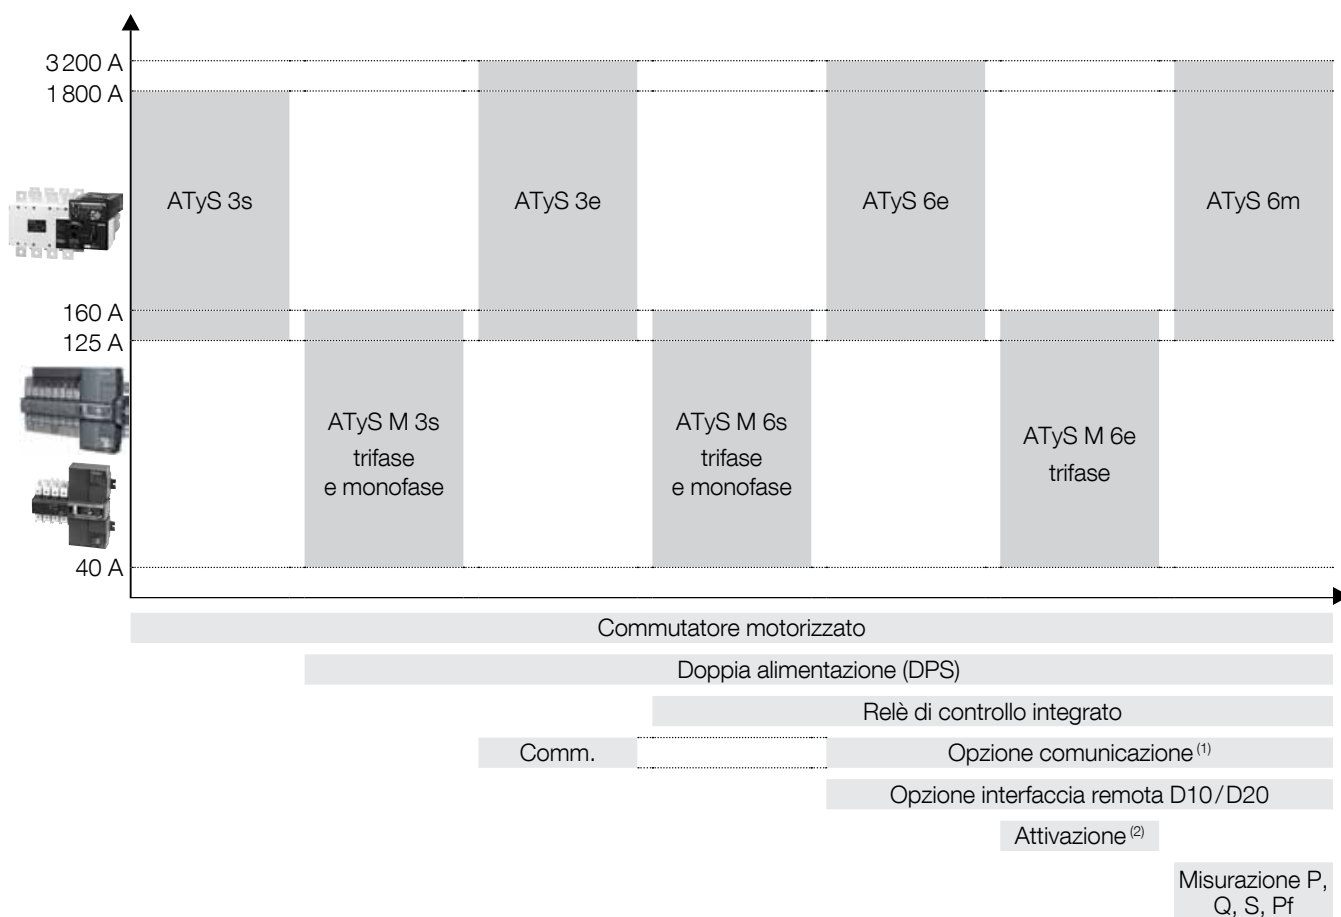 3 200 A
1 800 A
ATyS 3s
ATyS 3e
ATyS 6e
ATyS 6m
160 A
125 A
ATyS M 3s
trifase
e monofase
ATyS M 6s
trifase
e monofase
ATyS M 6e
trifase
40 A
Commutatore motorizzato
Doppia alimentazione (DPS)
Relè di controllo integrato
Comm.
Opzione comunicazione (1)
Opzione interfaccia remota D10/D20
Attivazione (2)
Misurazione P,
Q, S, Pf